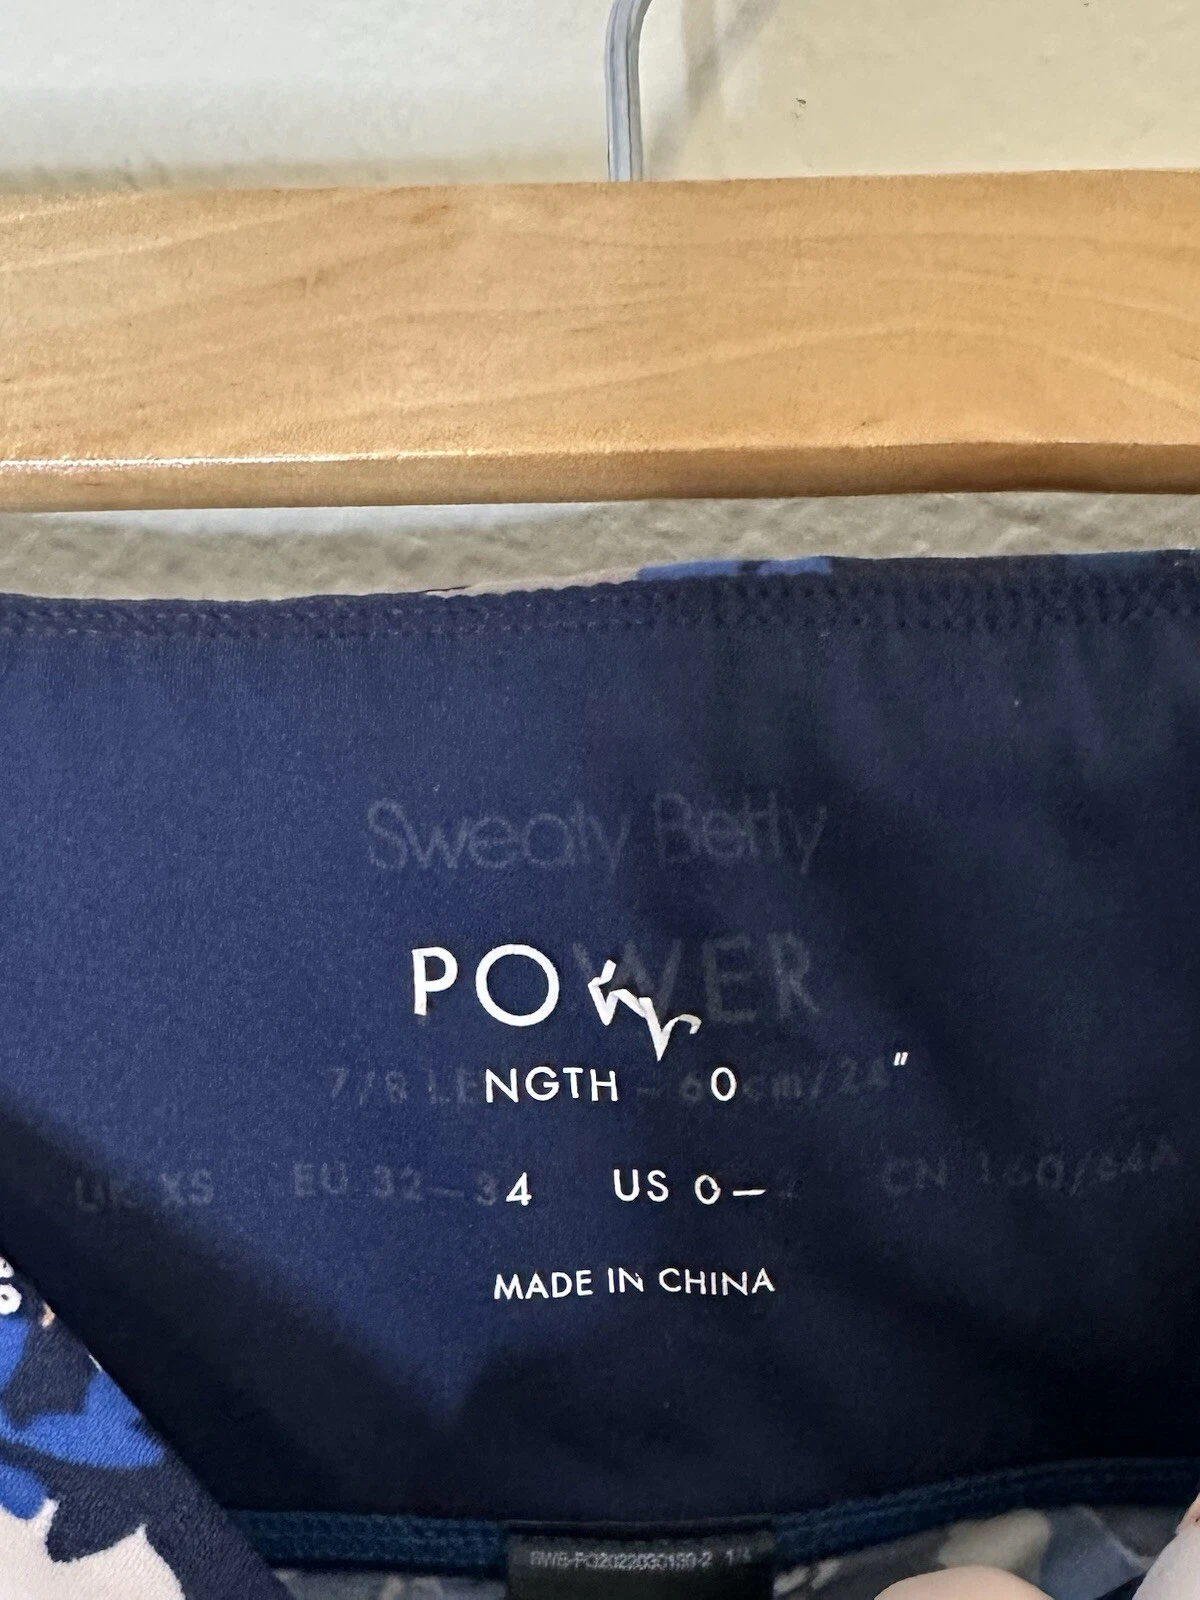 Sweaty Betty
POWER
7/8 LENGTH - 60cm/24"
UK XS EU 32-34 US 0- CN 160/64A
MADE IN CHINA